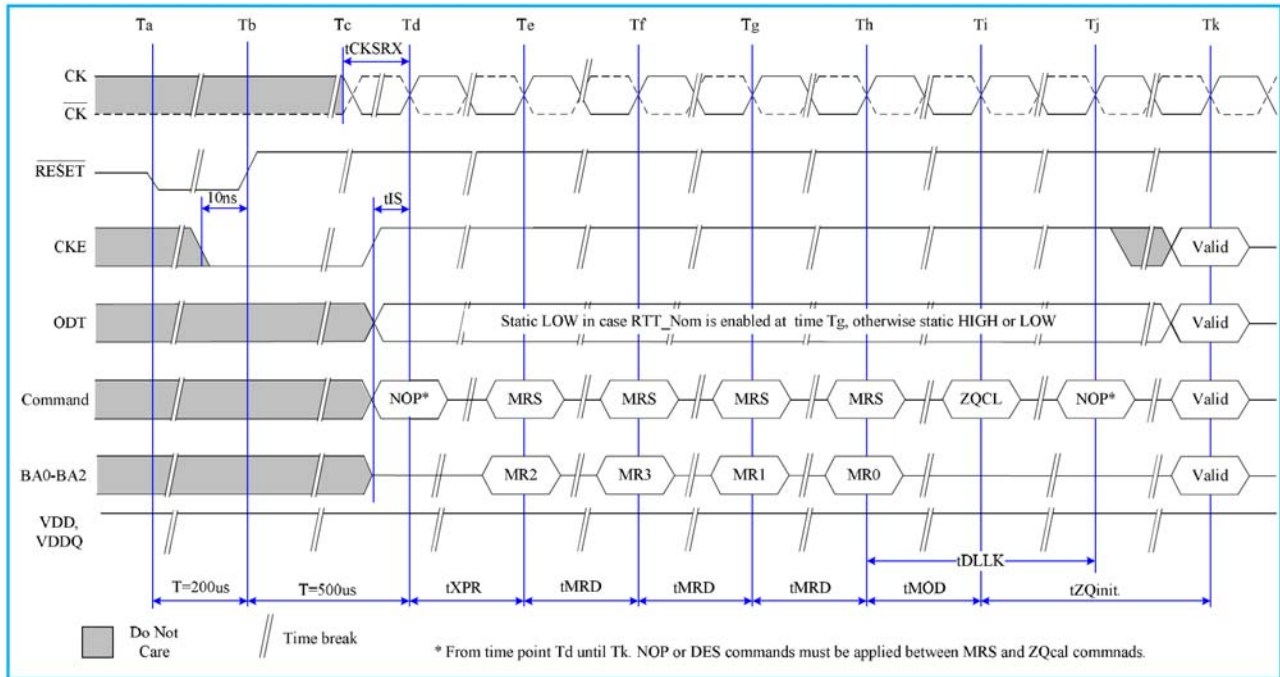 Ta Tb Tc Td Te Tf Tg Th Ti Tj Tk
tCKSRX
CK
CK
RESET
10ns tIS
CKE Valid
ODT Static LOW in case RTT_Nom is enabled at time Tg, otherwise static HIGH or LOW Valid
Command NOP* MRS MRS MRS MRS ZQCL NOP* Valid
BA0-BA2 MR2 MR3 MR1 MR0 Valid
VDD,
VDDQ
tDLLK
T=200us T=500us tXPR tMRD tMRD tMRD tMOD tZQinit.
Do Not
Care
Time break
* From time point Td until Tk. NOP or DES commands must be applied between MRS and ZQcal commnads.